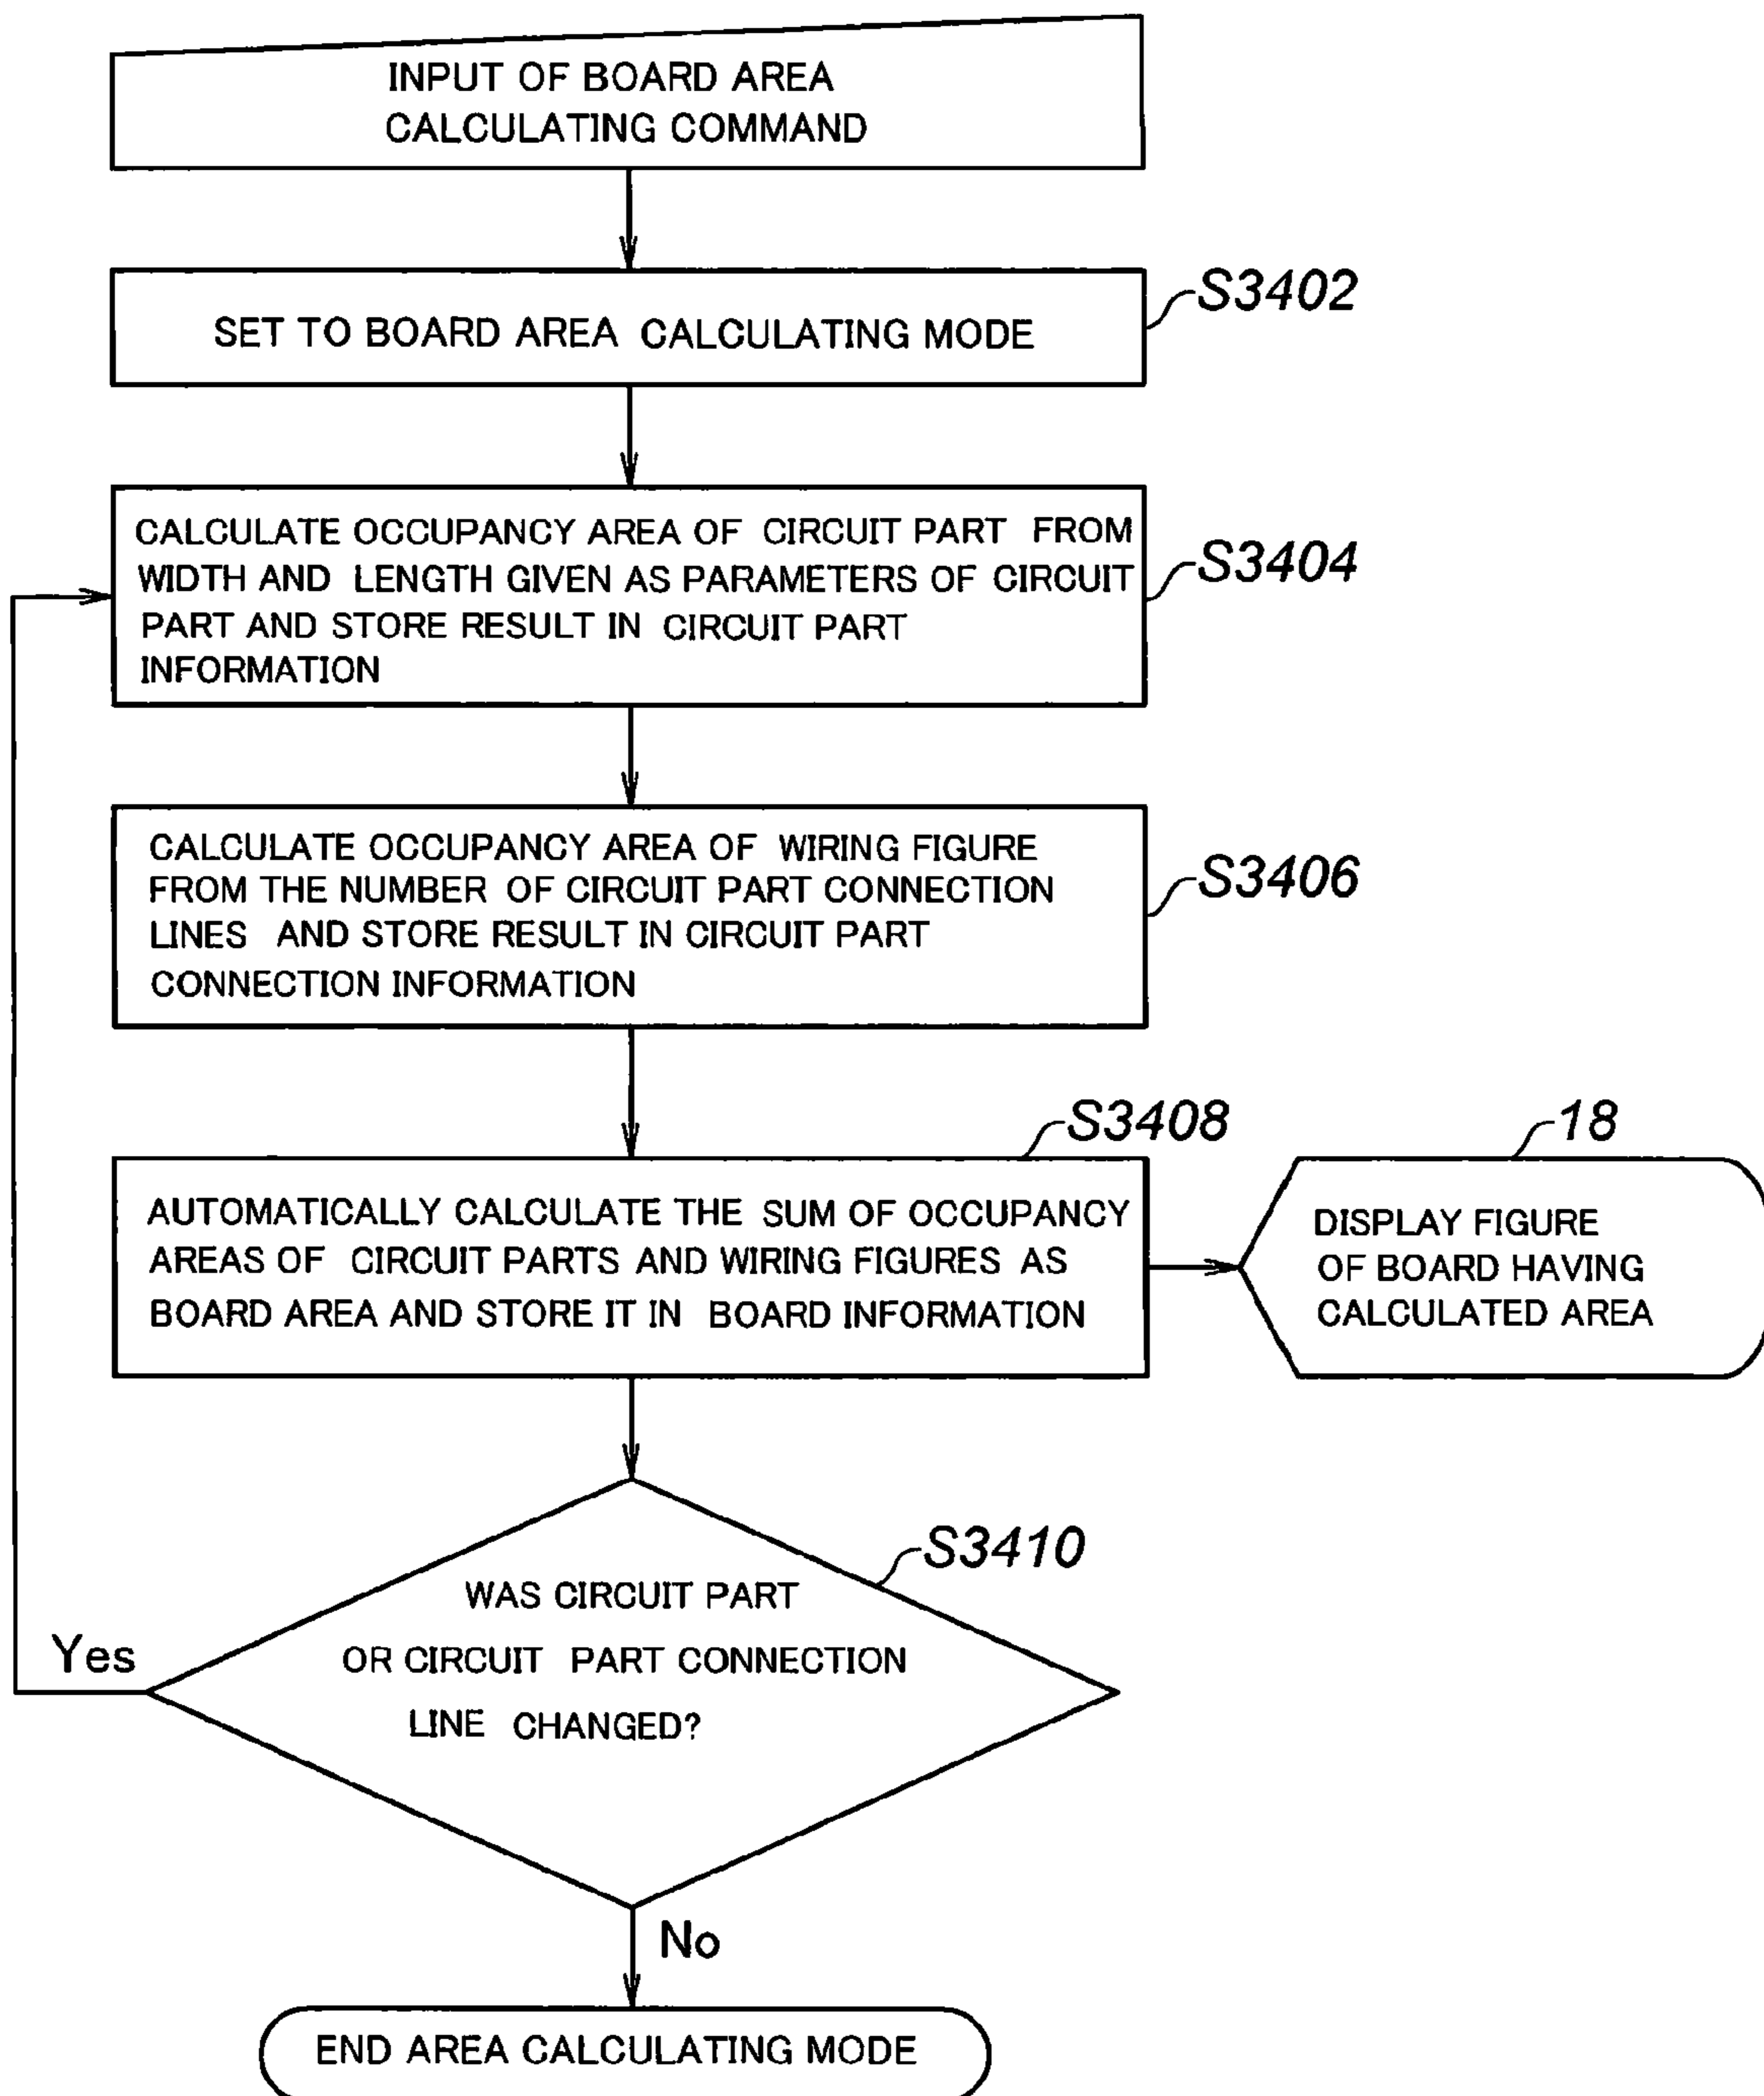 INPUT OF BOARD AREA
CALCULATING COMMAND
S3402
SET TO BOARD AREA CALCULATING MODE
S3404
CALCULATE OCCUPANCY AREA OF CIRCUIT PART FROM
WIDTH AND LENGTH GIVEN AS PARAMETERS OF CIRCUIT
PART AND STORE RESULT IN CIRCUIT PART
INFORMATION
S3406
CALCULATE OCCUPANCY AREA OF WIRING FIGURE
FROM THE NUMBER OF CIRCUIT PART CONNECTION
LINES AND STORE RESULT IN CIRCUIT PART
CONNECTION INFORMATION
S3408
AUTOMATICALLY CALCULATE THE SUM OF OCCUPANCY
AREAS OF CIRCUIT PARTS AND WIRING FIGURES AS
BOARD AREA AND STORE IT IN BOARD INFORMATION
18
DISPLAY FIGURE
OF BOARD HAVING
CALCULATED AREA
S3410
WAS CIRCUIT PART
OR CIRCUIT PART CONNECTION
LINE CHANGED?
Yes
No
END AREA CALCULATING MODE